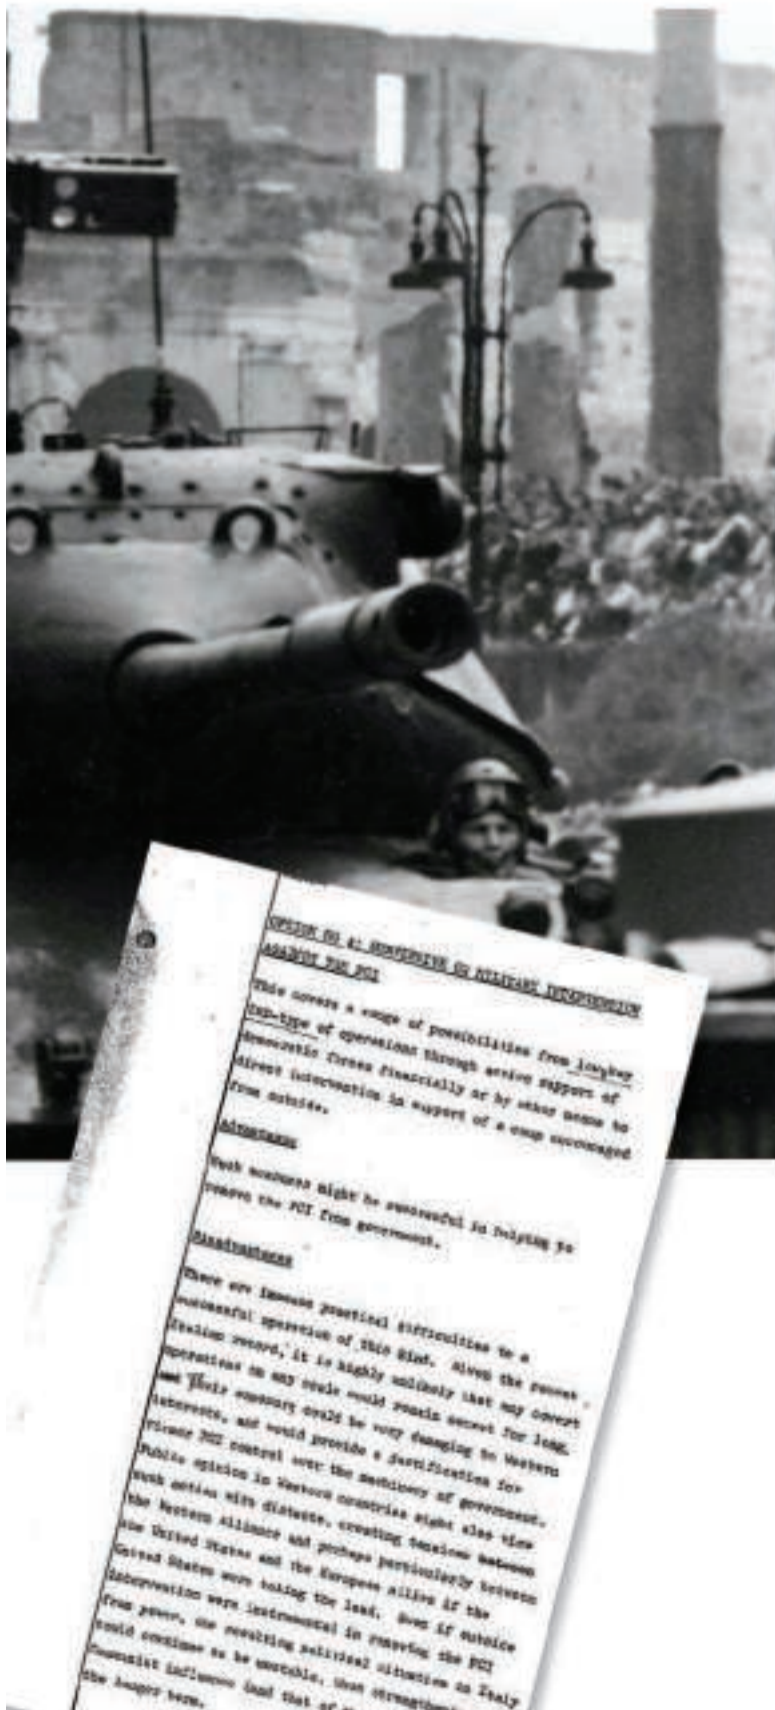 OPTION NO 4: SUBVERSIVE OR MILITARY INTERVENTION
AGAINST THE PCI
This covers a range of possibilities from
-type of operations through active support of
democratic forces financially or by other means to
direct intervention in support of a coup encouraged
from outside.
Advantages
Such measures might be successful in helping to
remove the PCI from government.
Disadvantages
There are immense practical difficulties to a
successful operation of this kind. Given the recent
Italian record, it is highly unlikely that any covert
operations on any scale would remain secret for long,
and their exposure could be very damaging to Western
interests, and would provide a justification for
firmer PCI control over the machinery of government.
Public opinion in Western countries might also view
such action with distaste, creating tensions between
the Western Alliance and perhaps particularly between
the United States and the European allies if the
United States were taking the lead. Even if outside
intervention were instrumental in removing the PCI
from power, the resulting political situation in Italy
could continue to be unstable, thus
Communist influence (and that of
the longer term.